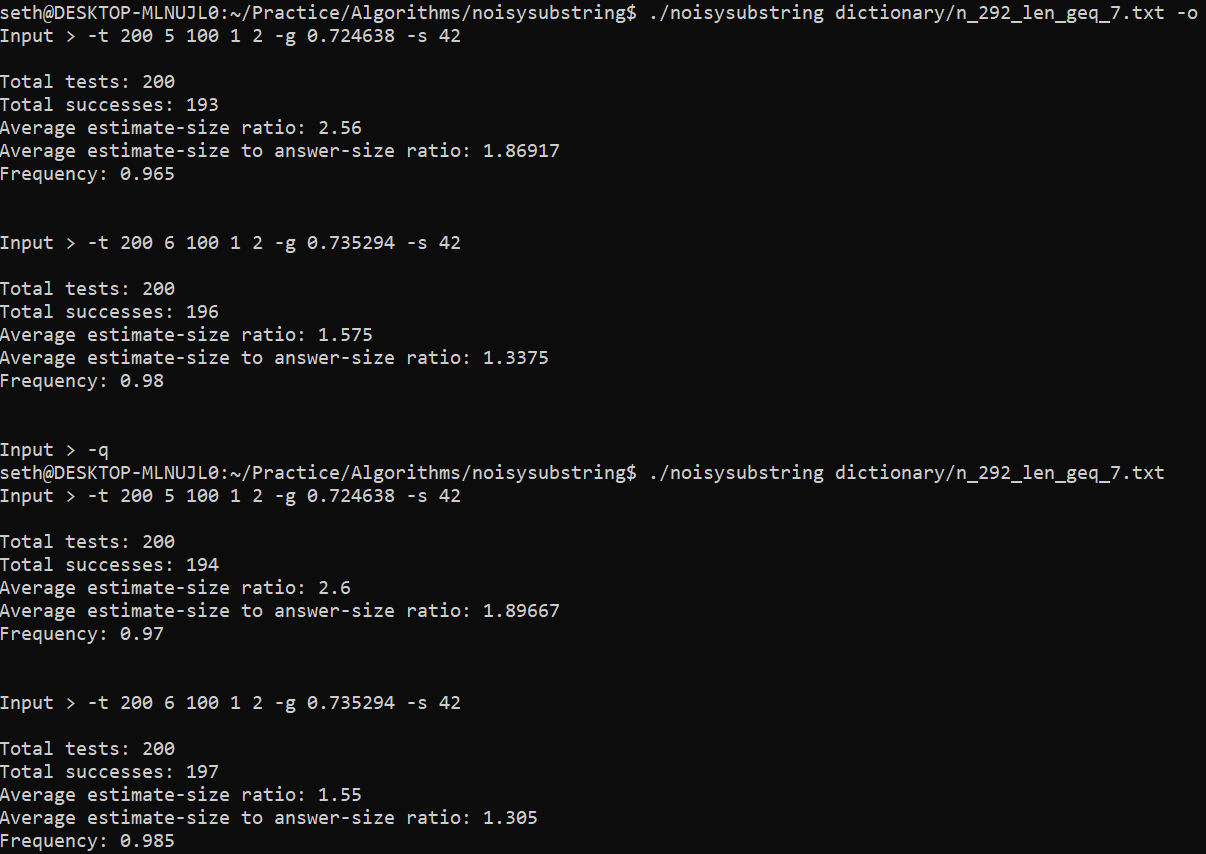 seth@DESKTOP-MLNUJL0:~/Practice/Algorithms/noisysubstring$ ./noisysubstring dictionary/n_292_len_geq_7.txt -o
Input > -t 200 5 100 1 2 -g 0.724638 -s 42
Total tests: 200
Total successes: 193
Average estimate-size ratio: 2.56
Average estimate-size to answer-size ratio: 1.86917
Frequency: 0.965
Input > -t 200 6 100 1 2 -g 0.735294 -s 42
Total tests: 200
Total successes: 196
Average estimate-size ratio: 1.575
Average estimate-size to answer-size ratio: 1.3375
Frequency: 0.98
Input > -q
seth@DESKTOP-MLNUJL0:~/Practice/Algorithms/noisysubstring$ ./noisysubstring dictionary/n_292_len_geq_7.txt
Input > -t 200 5 100 1 2 -g 0.724638 -s 42
Total tests: 200
Total successes: 194
Average estimate-size ratio: 2.6
Average estimate-size to answer-size ratio: 1.89667
Frequency: 0.97
Input > -t 200 6 100 1 2 -g 0.735294 -s 42
Total tests: 200
Total successes: 197
Average estimate-size ratio: 1.55
Average estimate-size to answer-size ratio: 1.305
Frequency: 0.985